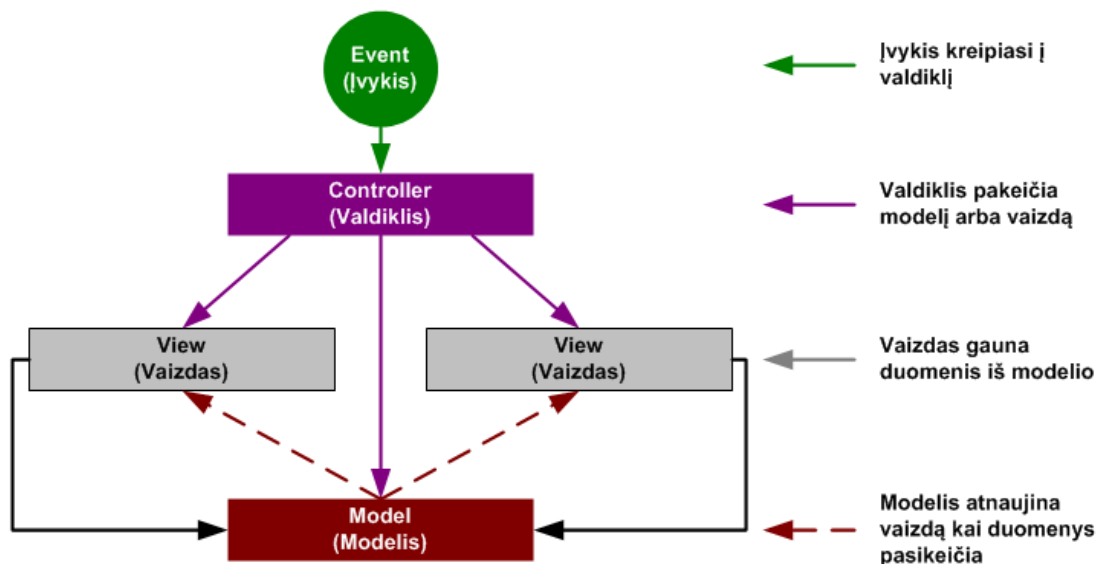 Event
(Įvykis)
Įvykis kreipiasi į
valdiklį
Controller
(Valdiklis)
Valdiklis pakeičia
modelį arba vaizdą
View
(Vaizdas)
View
(Vaizdas)
Vaizdas gauna
duomenis iš modelio
Model
(Modelis)
Modelis atnaujina
vaizdą kai duomenys
pasikeičia